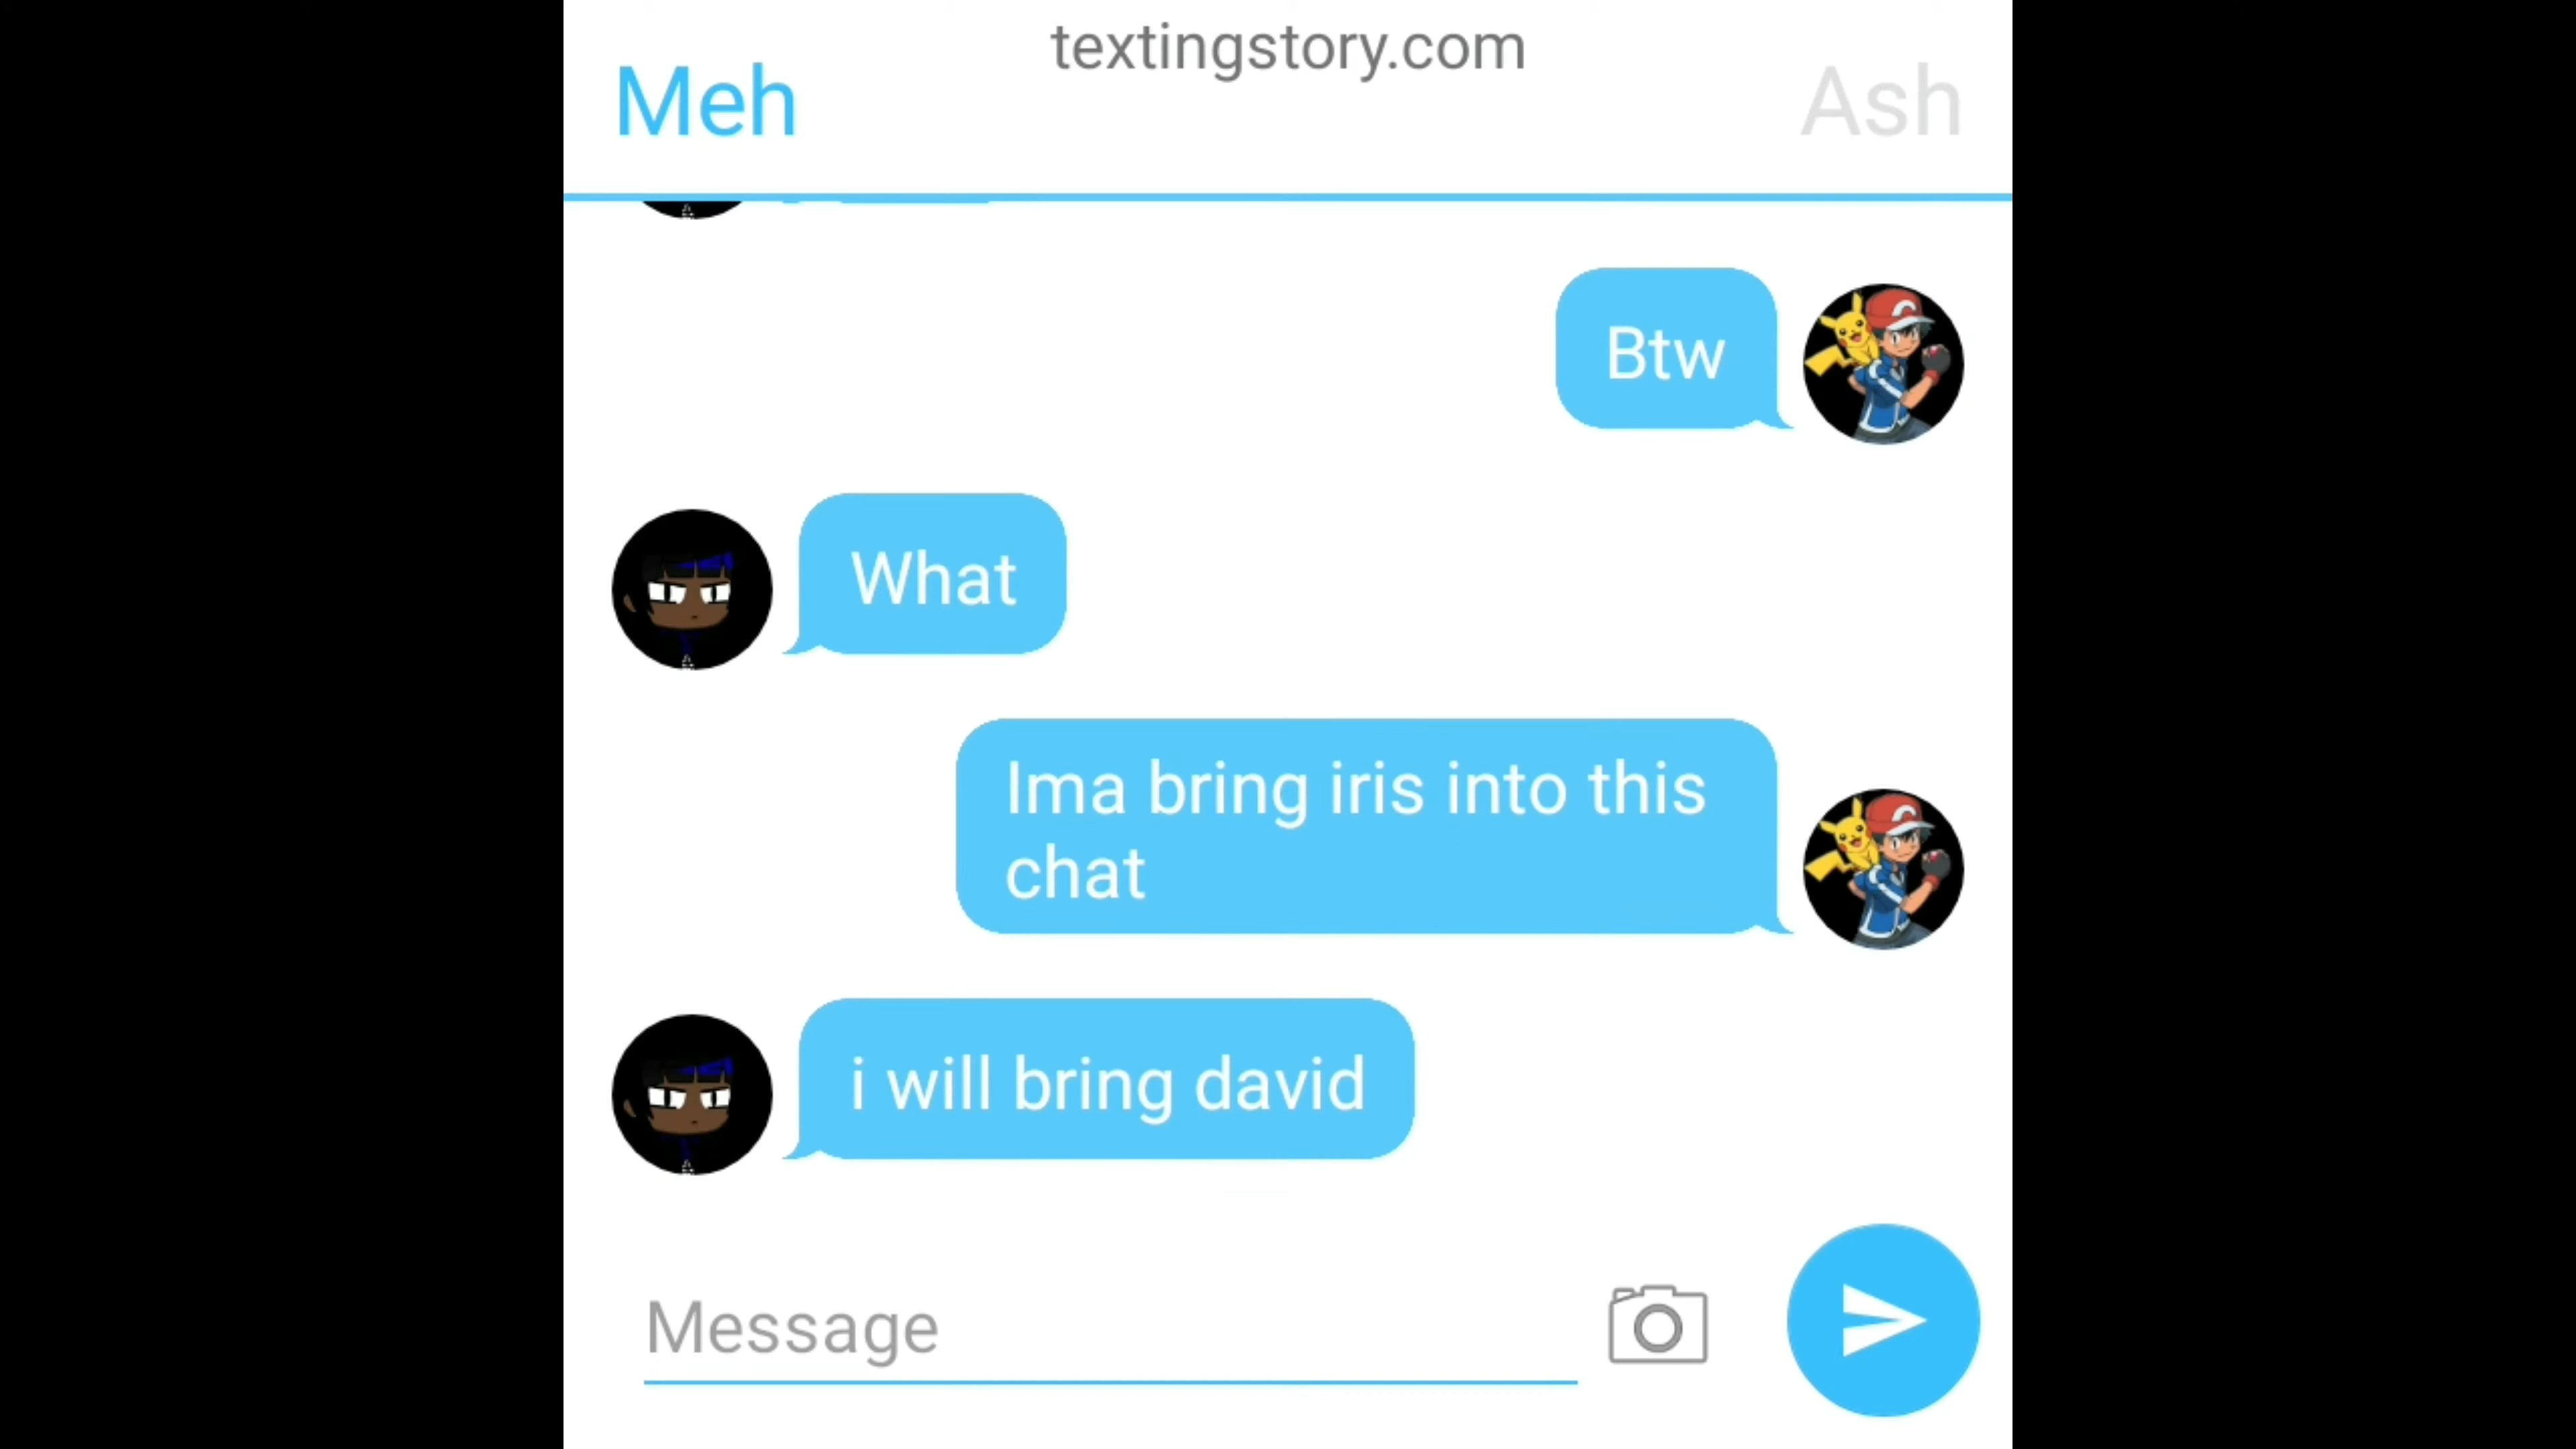 textingstory.com
Meh
Ash
Btw
What
Ima bring iris into this
chat
i will bring david
Message